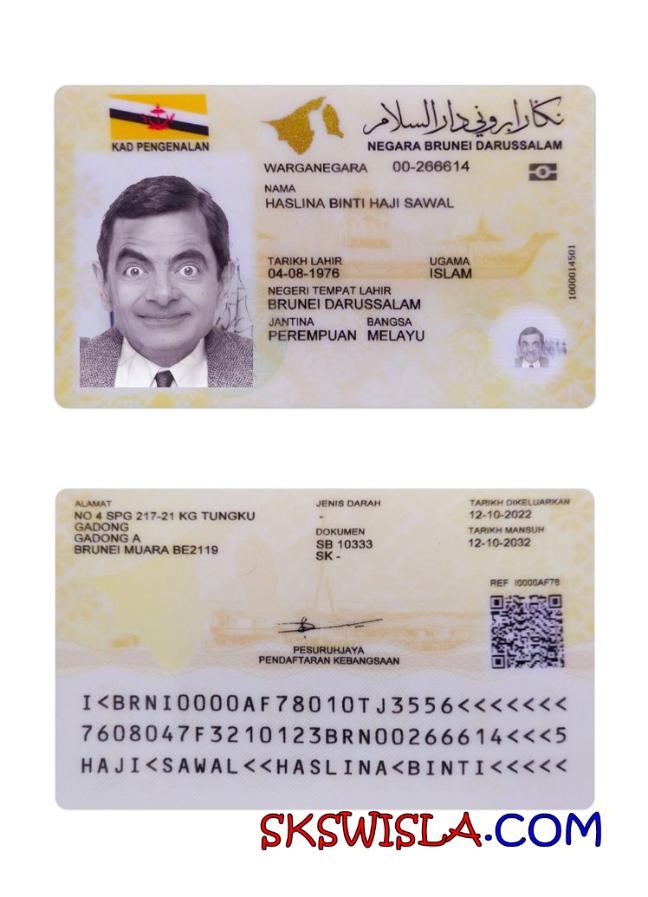 KAD PENGENALAN
نݢارا بروني دارالسلام
NEGARA BRUNEI DARUSSALAM
WARGANEGARA 00-266614
NAMA
HASLINA BINTI HAJI SAWAL
TARIKH LAHIR UGAMA
04-08-1976 ISLAM
NEGERI TEMPAT LAHIR
BRUNEI DARUSSALAM
JANTINA BANGSA
PEREMPUAN MELAYU
1000014501
ALAMAT
NO 4 SPG 217-21 KG TUNGKU
GADONG
GADONG A
BRUNEI MUARA BE2119
JENIS DARAH
-
DOKUMEN
SB 10333
SK -
TARIKH DIKELUARKAN
12-10-2022
TARIKH MANSUH
12-10-2032
REF I0000AF78
PESURUHJAYA
PENDAFTARAN KEBANGSAAN
I<BRNI0000AF78010TJ3556<<<<<<<
7608047F3210123BRN00266614<<<5
HAJI<SAWAL<<HASLINA<BINTI<<<<<
SKSWISLA.COM